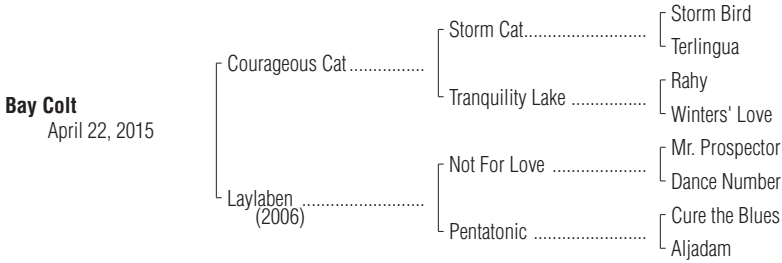 Storm Bird
Storm Cat........................
Terlingua
Courageous Cat ...............
Rahy
Tranquility Lake ...............
Winters' Love
Bay Colt
April 22, 2015
Mr. Prospector
Not For Love ...................
Dance Number
Laylaben ........................
(2006)
Cure the Blues
Pentatonic .......................
Aljadam